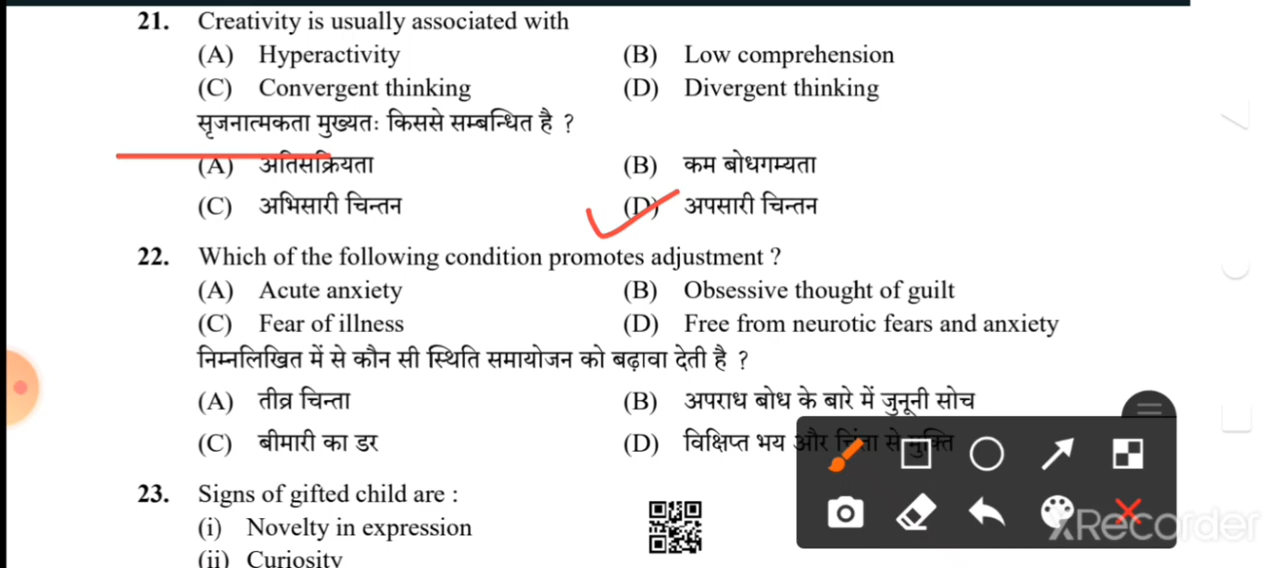 21. Creativity is usually associated with
(A) Hyperactivity (B) Low comprehension
(C) Convergent thinking (D) Divergent thinking
सृजनात्मकता मुख्यतः किससे सम्बन्धित है ?
(A) अतिसक्रियता (B) कम बोधगम्यता
(C) अभिसारी चिन्तन (D) अपसारी चिन्तन
22. Which of the following condition promotes adjustment ?
(A) Acute anxiety (B) Obsessive thought of guilt
(C) Fear of illness (D) Free from neurotic fears and anxiety
निम्नलिखित में से कौन सी स्थिति समायोजन को बढ़ावा देती है ?
(A) तीव्र चिन्ता (B) अपराध बोध के बारे में जुनूनी सोच
(C) बीमारी का डर (D) विक्षिप्त भय और चिंता से मुक्ति
23. Signs of gifted child are :
(i) Novelty in expression
(ii) Curiosity
XRecorder